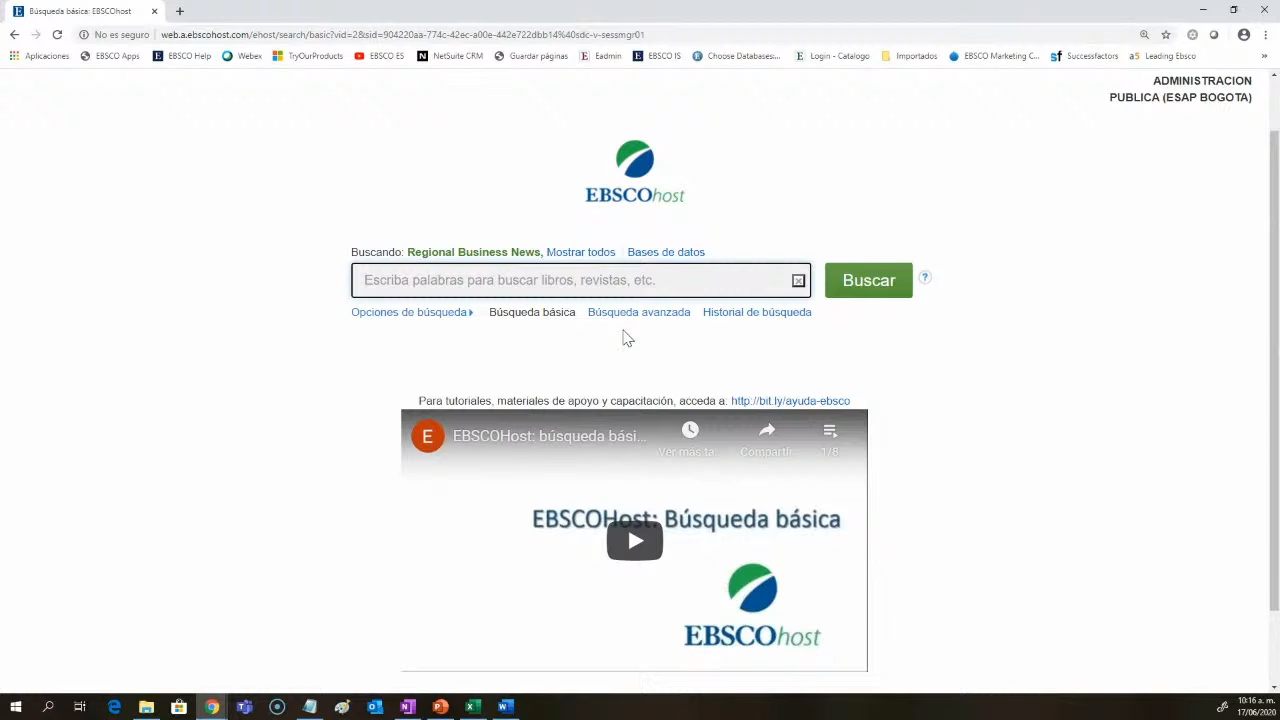 Búsqueda básica: EBSCOHost
No es seguro | web.a.ebscohost.com/ehost/search/basic?vid=2&sid=904220aa-774c-42ec-a00e-442e722dbb14%40sdc-v-sessmgr01
Aplicaciones EBSCO Apps EBSCO Help Webex TryOurProducts EBSCO ES NetSuite CRM Guardar páginas Eadmin EBSCO IS Choose Databases:... Login - Catalogo Importados EBSCO Marketing C... Successfactors Leading Ebsco »
ADMINISTRACION
PUBLICA (ESAP BOGOTA)
EBSCOhost
Buscando: Regional Business News, Mostrar todos | Bases de datos
Escriba palabras para buscar libros, revistas, etc.
Buscar ?
Opciones de búsqueda Búsqueda básica Búsqueda avanzada Historial de búsqueda
Para tutoriales, materiales de apoyo y capacitación, acceda a: http://bit.ly/ayuda-ebsco
E EBSCOHost: búsqueda bási...
Ver más ta... Compartir 1/8
EBSCOHost: Búsqueda básica
EBSCOhost
10:16 a. m.
17/06/2020